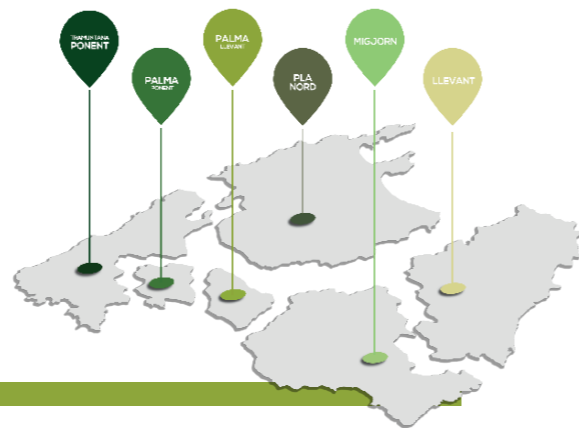 TRAMUNTANA
PONENT
PALMA
PONENT
PALMA
LLEVANT
PLA
NORD
MIGJORN
LLEVANT